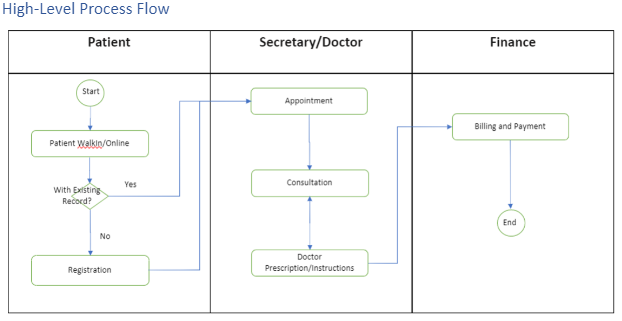 High-Level Process Flow
Patient
Secretary/Doctor
Finance
Start
Patient WalkIn/Online
With Existing
Record?
Yes
No
Registration
Appointment
Consultation
Doctor
Prescription/Instructions
Billing and Payment
End